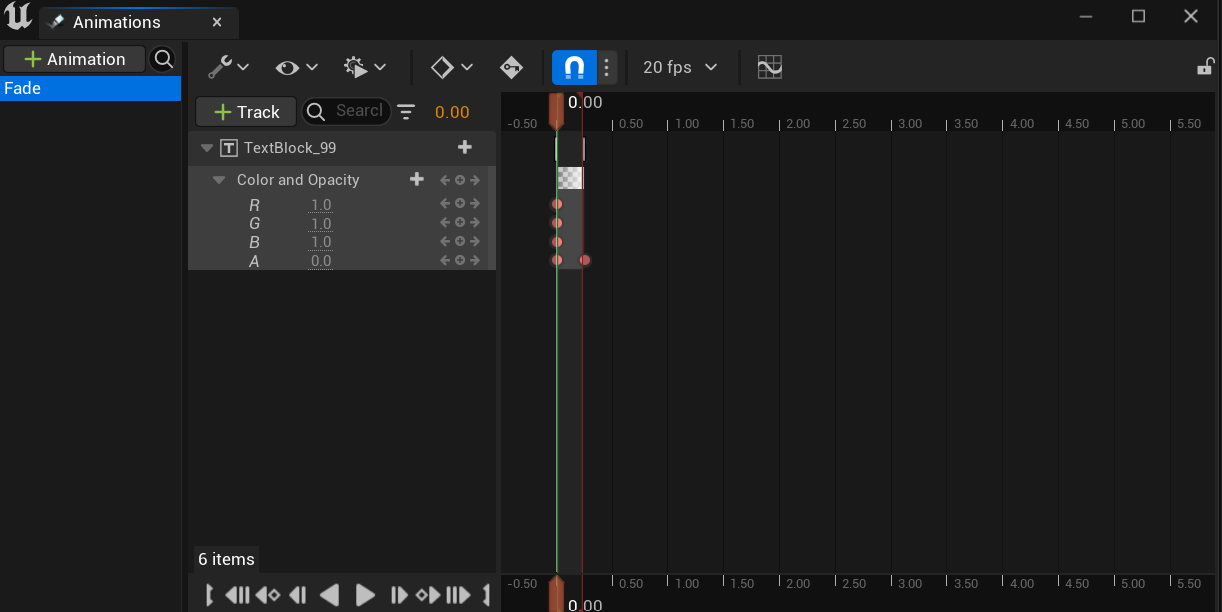 Animations
Animation
Fade
20 fps
Track
Searcl
0.00
0.00
-0.50
0.50
1.00
1.50
2.00
2.50
3.00
3.50
4.00
4.50
5.00
5.50
TextBlock_99
Color and Opacity
R 1.0
G 1.0
B 1.0
A 0.0
6 items
-0.50
0.50
1.00
1.50
2.00
2.50
3.00
3.50
4.00
4.50
5.00
5.50
0.00